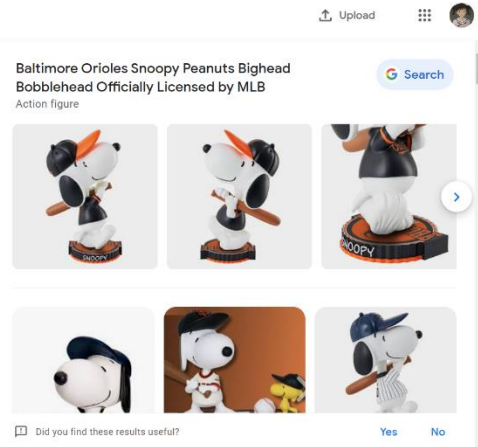 Upload
Baltimore Orioles Snoopy Peanuts Bighead
Bobblehead Officially Licensed by MLB
Action figure
G Search
SNOOPY
SNOOPY
SNOOPY
Did you find these results useful?
Yes
No